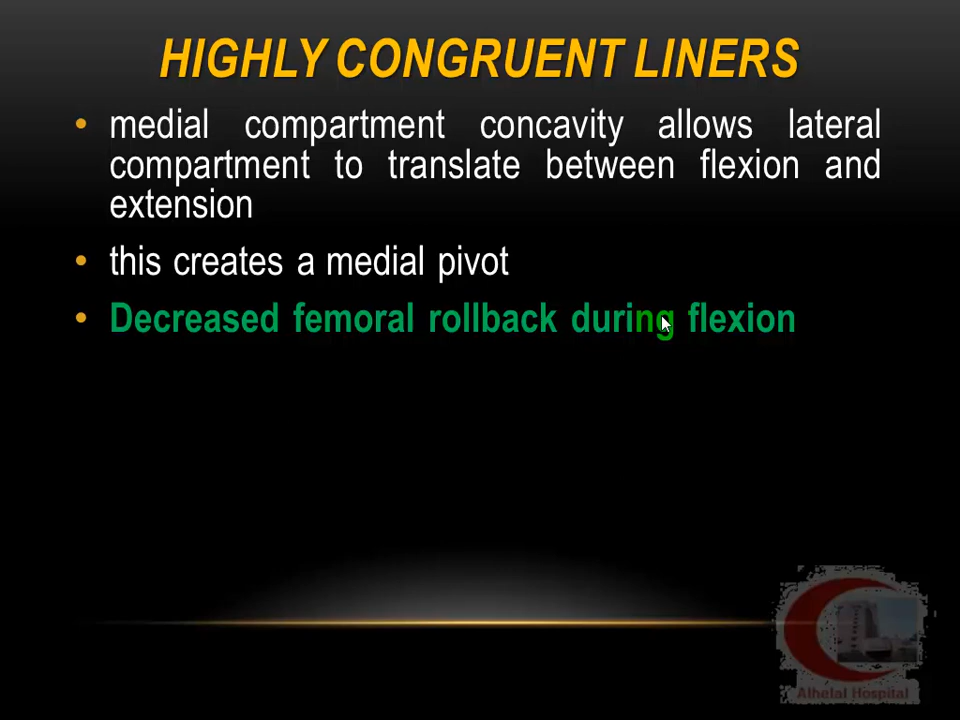 HIGHLY CONGRUENT LINERS
• medial compartment concavity allows lateral
compartment to translate between flexion and
extension
• this creates a medial pivot
• Decreased femoral rollback during flexion
Alhelal Hospital